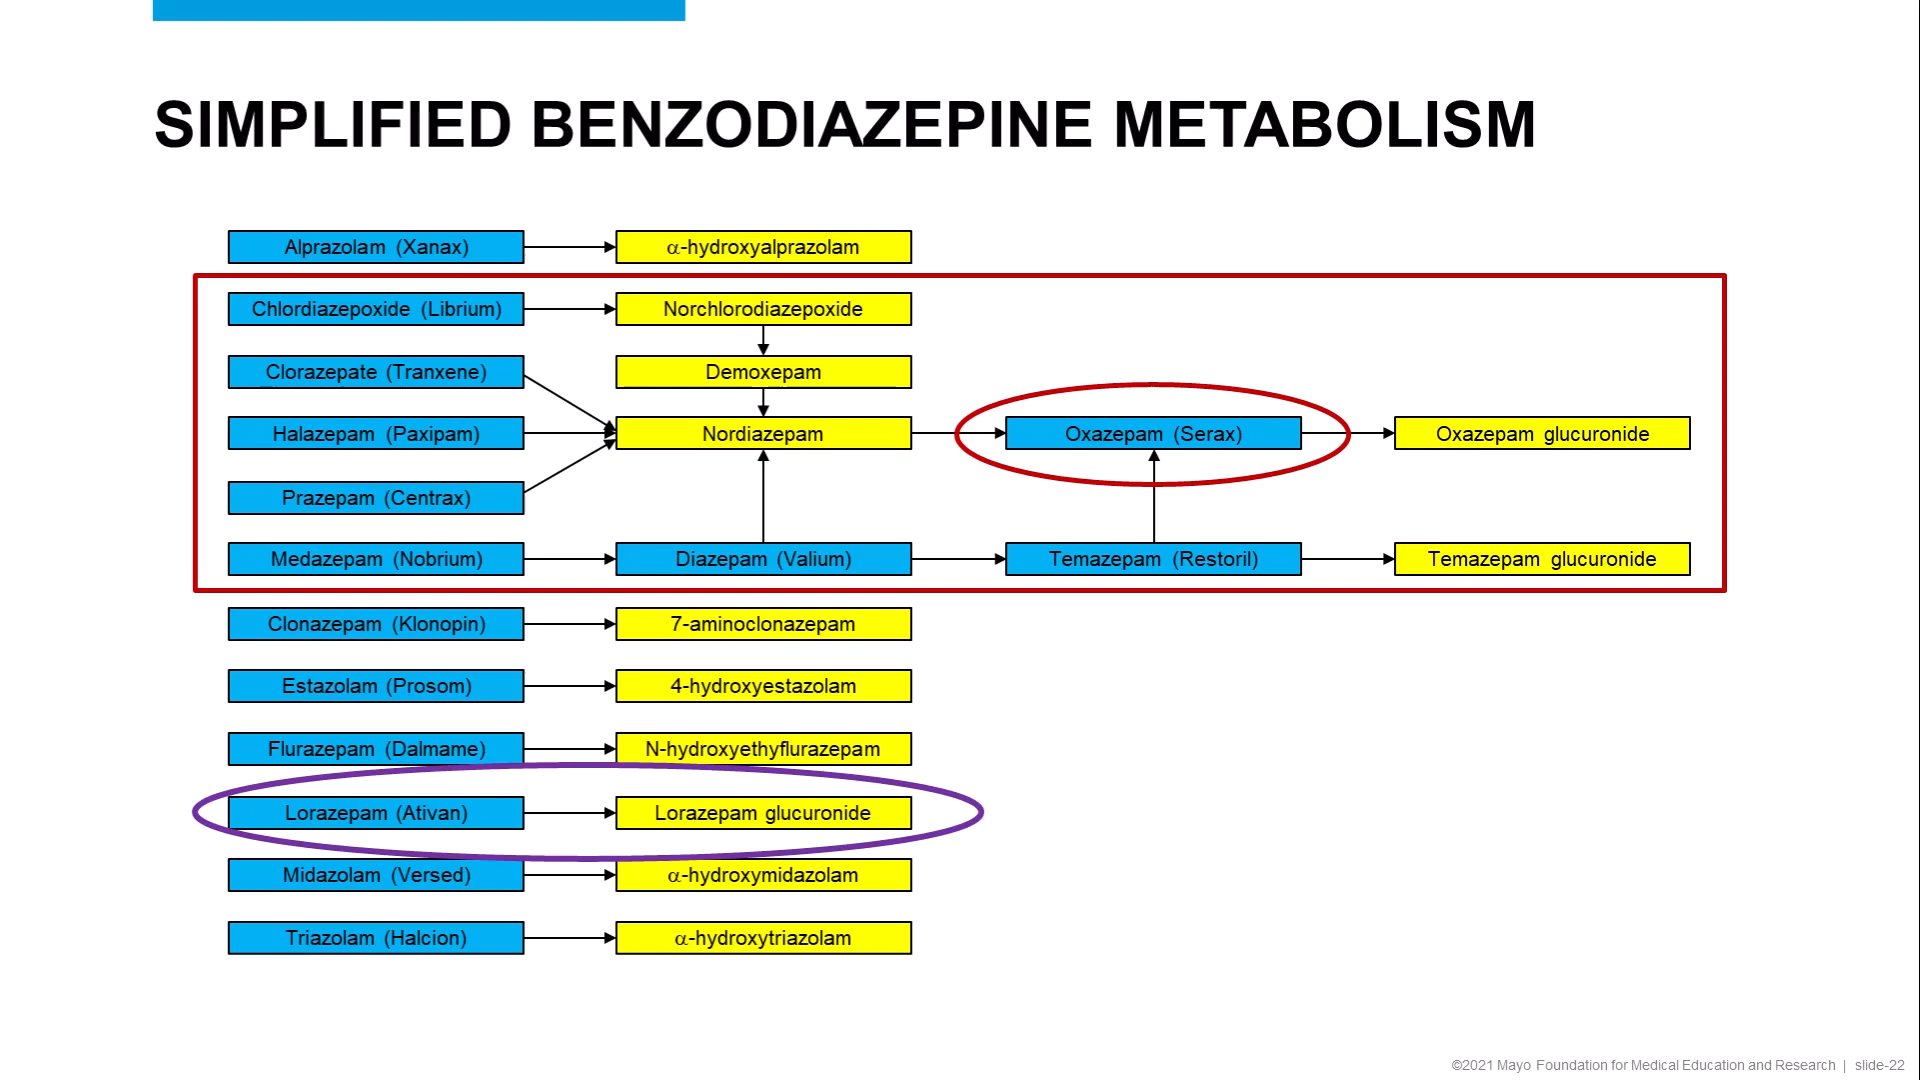 SIMPLIFIED BENZODIAZEPINE METABOLISM
Alprazolam (Xanax)
α-hydroxyalprazolam
Chlordiazepoxide (Librium)
Norchlorodiazepoxide
Clorazepate (Tranxene)
Demoxepam
Halazepam (Paxipam)
Nordiazepam
Oxazepam (Serax)
Oxazepam glucuronide
Prazepam (Centrax)
Medazepam (Nobrium)
Diazepam (Valium)
Temazepam (Restoril)
Temazepam glucuronide
Clonazepam (Klonopin)
7-aminoclonazepam
Estazolam (Prosom)
4-hydroxyestazolam
Flurazepam (Dalmame)
N-hydroxyethyflurazepam
Lorazepam (Ativan)
Lorazepam glucuronide
Midazolam (Versed)
α-hydroxymidazolam
Triazolam (Halcion)
α-hydroxytriazolam
©2021 Mayo Foundation for Medical Education and Research | slide-22